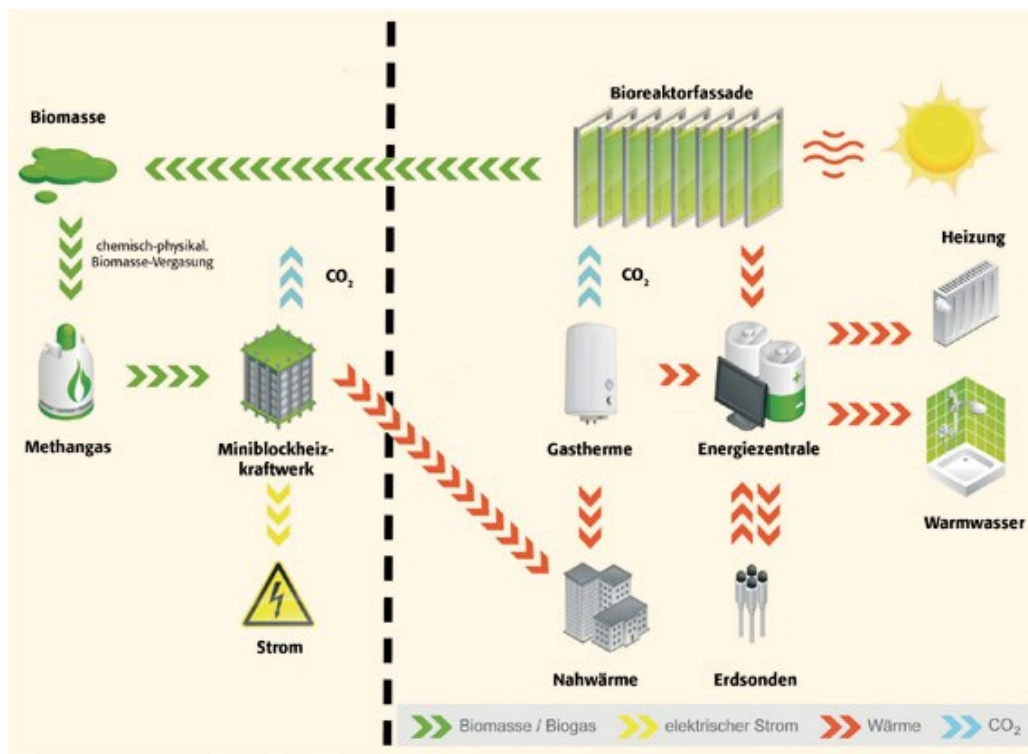 Bioreaktorfassade
Biomasse
chemisch-physikal.
Biomasse-Vergasung
CO₂
CO₂
Heizung
Methangas
Miniblockheiz-
kraftwerk
Gastherme
Energiezentrale
Warmwasser
Strom
Nahwärme
Erdsonden
Biomasse / Biogas
elektrischer Strom
Wärme
CO₂